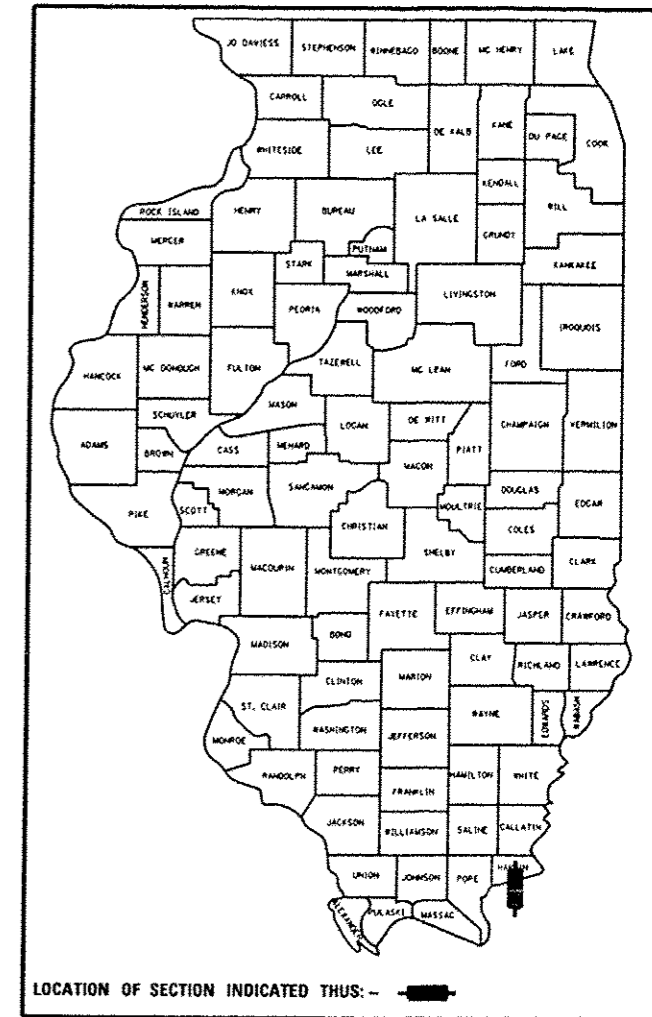 JO DAVIESS STEPHENSON WINNEBAGO BOONE MC HENRY LAKE
CARROLL OGLE DE KALB KANE DU PAGE COOK
WHITESIDE LEE
KENDALL
ROCK ISLAND HENRY BUREAU LA SALLE GRUNDY WILL
MERCER PUTNAM
STARK MARSHALL KANKAKEE
HENDERSON WARREN KNOX PEORIA WOODFORD LIVINGSTON IROQUOIS
HANCOCK MC DONOUGH FULTON TAZEWELL MC LEAN FORD
MASON
SCHUYLER LOGAN DE WITT CHAMPAIGN VERMILION
ADAMS BROWN CASS MENARD MACON PIATT
PIKE SCOTT MORGAN SANGAMON MOULTRIE DOUGLAS EDGAR
CHRISTIAN COLES
CALHOUN GREENE MACOUPIN MONTGOMERY SHELBY CUMBERLAND CLARK
JERSEY FAYETTE EFFINGHAM JASPER CRAWFORD
MADISON BOND
CLAY RICHLAND LAWRENCE
CLINTON MARION
ST. CLAIR WAYNE EDWARDS WABASH
WASHINGTON JEFFERSON
MONROE
RANDOLPH PERRY HAMILTON WHITE
FRANKLIN
JACKSON WILLIAMSON SALINE GALLATIN
UNION JOHNSON POPE
ALEXANDER PULASKI MASSAC
LOCATION OF SECTION INDICATED THUS: -